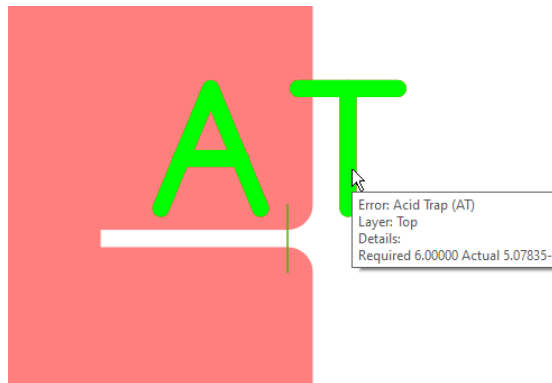 AT
Error: Acid Trap (AT)
Layer: Top
Details:
Required 6.00000 Actual 5.07835-